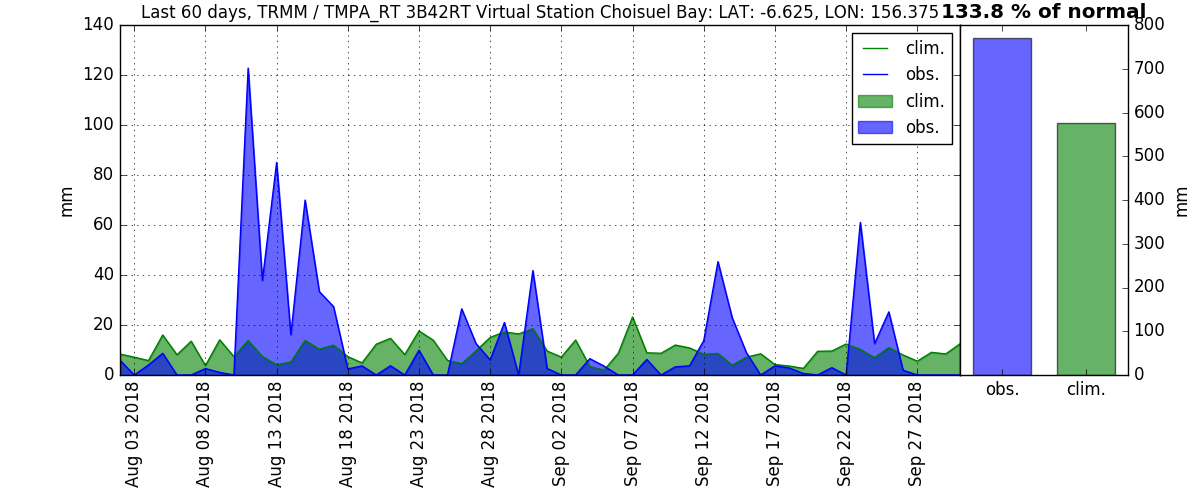 Last 60 days, TRMM / TMPA_RT 3B42RT Virtual Station Choisuel Bay: LAT: -6.625, LON: 156.375
133.8 % of normal
140
120
100
80
60
40
20
0
mm
clim.
obs.
clim.
obs.
Aug 03 2018
Aug 08 2018
Aug 13 2018
Aug 18 2018
Aug 23 2018
Aug 28 2018
Sep 02 2018
Sep 07 2018
Sep 12 2018
Sep 17 2018
Sep 22 2018
Sep 27 2018
800
700
600
500
400
300
200
100
0
mm
obs.
clim.